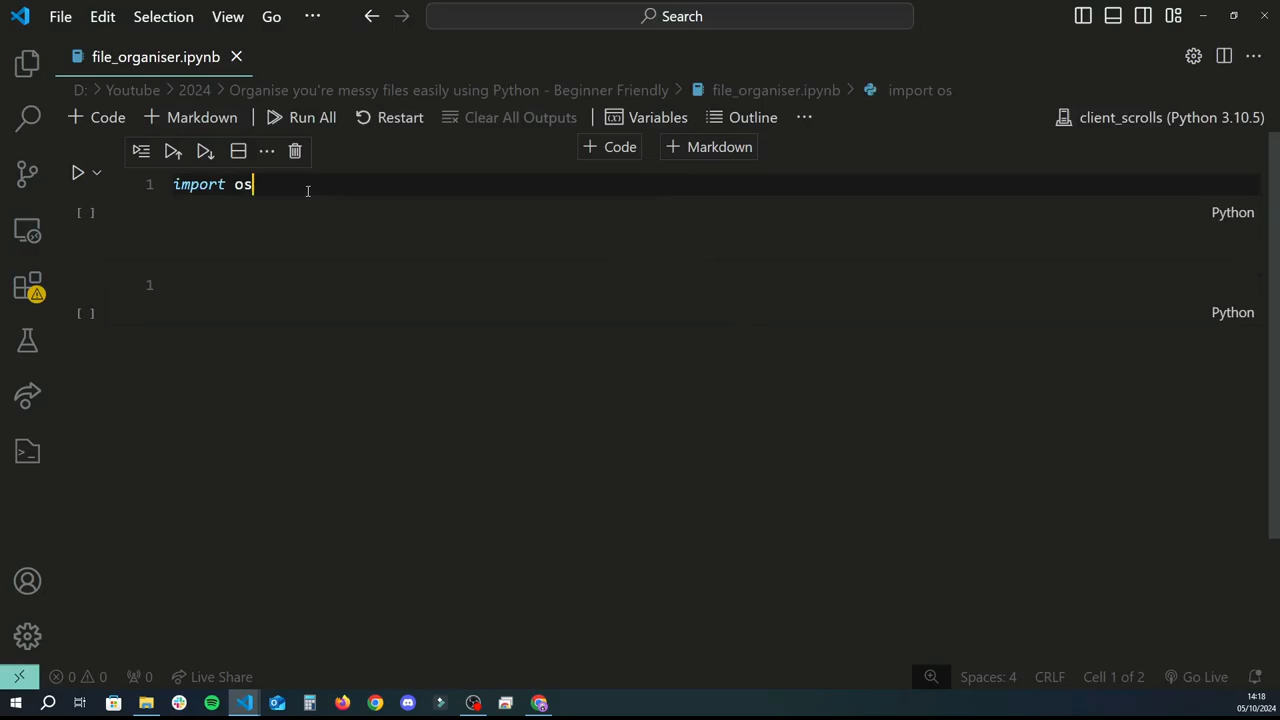 File Edit Selection View Go ··· Search
file_organiser.ipynb
D: > Youtube > 2024 > Organise you're messy files easily using Python - Beginner Friendly > file_organiser.ipynb > import os
+ Code + Markdown Run All Restart Clear All Outputs Variables Outline ··· client_scrolls (Python 3.10.5)
+ Code + Markdown
1 import os
[ ] Python
1
[ ] Python
0 0 0 Live Share Spaces: 4 CRLF Cell 1 of 2 Go Live
14:18
05/10/2024